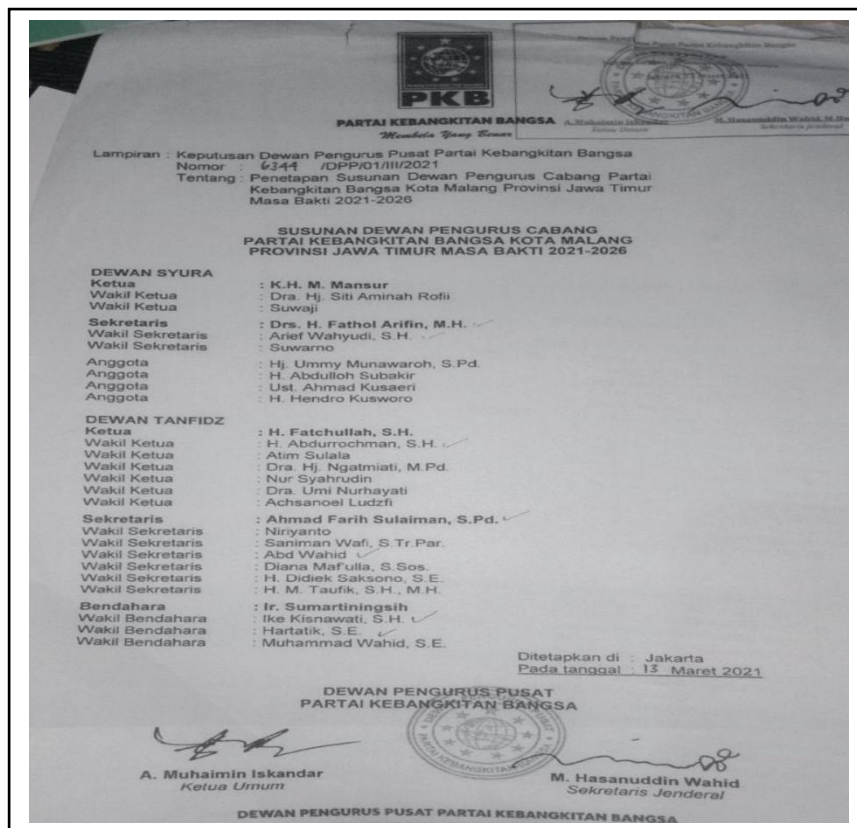 PKB
PARTAI KEBANGKITAN BANGSA
Membela Yang Benar
A. Muhaimin Iskandar
Ketua Umum
Sekretaris Jenderal
Lampiran : Keputusan Dewan Pengurus Pusat Partai Kebangkitan Bangsa
Nomor : 6344 /DPP/01/III/2021
Tentang : Penetapan Susunan Dewan Pengurus Cabang Partai
Kebangkitan Bangsa Kota Malang Provinsi Jawa Timur
Masa Bakti 2021-2026
SUSUNAN DEWAN PENGURUS CABANG
PARTAI KEBANGKITAN BANGSA KOTA MALANG
PROVINSI JAWA TIMUR MASA BAKTI 2021-2026
DEWAN SYURA
Ketua : K.H. M. Mansur
Wakil Ketua : Dra. Hj. Siti Aminah Rofii
Wakil Ketua : Suwaji
Sekretaris : Drs. H. Fathol Arifin, M.H.
Wakil Sekretaris : Arief Wahyudi, S.H.
Wakil Sekretaris : Suwarno
Anggota : Hj. Ummy Munawaroh, S.Pd.
Anggota : H. Abdulloh Subakir
Anggota : Ust. Ahmad Kusaeri
Anggota : H. Hendro Kusworo
DEWAN TANFIDZ
Ketua : H. Fatchullah, S.H.
Wakil Ketua : H. Abdurrochman, S.H.
Wakil Ketua : Atim Sulala
Wakil Ketua : Dra. Hj. Ngatmiati, M.Pd.
Wakil Ketua : Nur Syahrudin
Wakil Ketua : Dra. Umi Nurhayati
Wakil Ketua : Achsanoel Ludzfi
Sekretaris : Ahmad Farih Sulaiman, S.Pd.
Wakil Sekretaris : Niriyanto
Wakil Sekretaris : Saniman Wafi, S.Tr.Par.
Wakil Sekretaris : Abd Wahid
Wakil Sekretaris : Diana Maf'ulla, S.Sos.
Wakil Sekretaris : H. Didiek Saksono, S.E.
Wakil Sekretaris : H. M. Taufik, S.H., M.H.
Bendahara : Ir. Sumartiningsih
Wakil Bendahara : Ike Kisnawati, S.H.
Wakil Bendahara : Hartatik, S.E.
Wakil Bendahara : Muhammad Wahid, S.E.
Ditetapkan di : Jakarta
Pada tanggal : 13 Maret 2021
DEWAN PENGURUS PUSAT
PARTAI KEBANGKITAN BANGSA
A. Muhaimin Iskandar
Ketua Umum
M. Hasanuddin Wahid
Sekretaris Jenderal
DEWAN PENGURUS PUSAT PARTAI KEBANGKITAN BANGSA